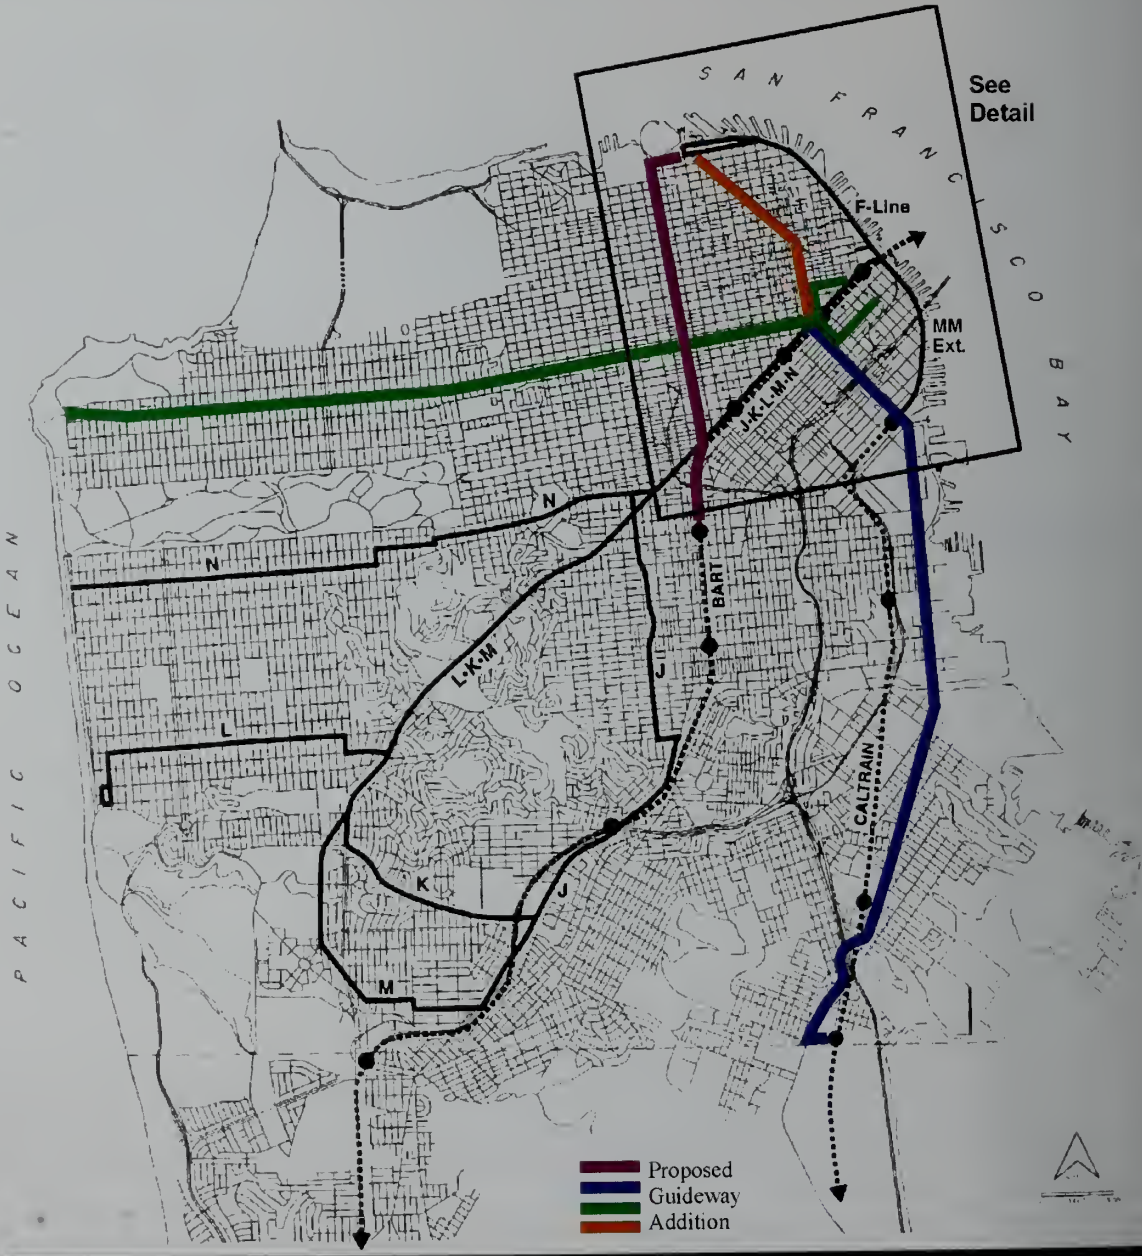 SAN FRANCISCO BAY
See
Detail
F-Line
MM
Ext.
J-K-L-M-N
PACIFIC OCEAN
N
N
BART
L-K-M
J
L
CALTRAIN
K
J
M
Proposed
Guideway
Addition